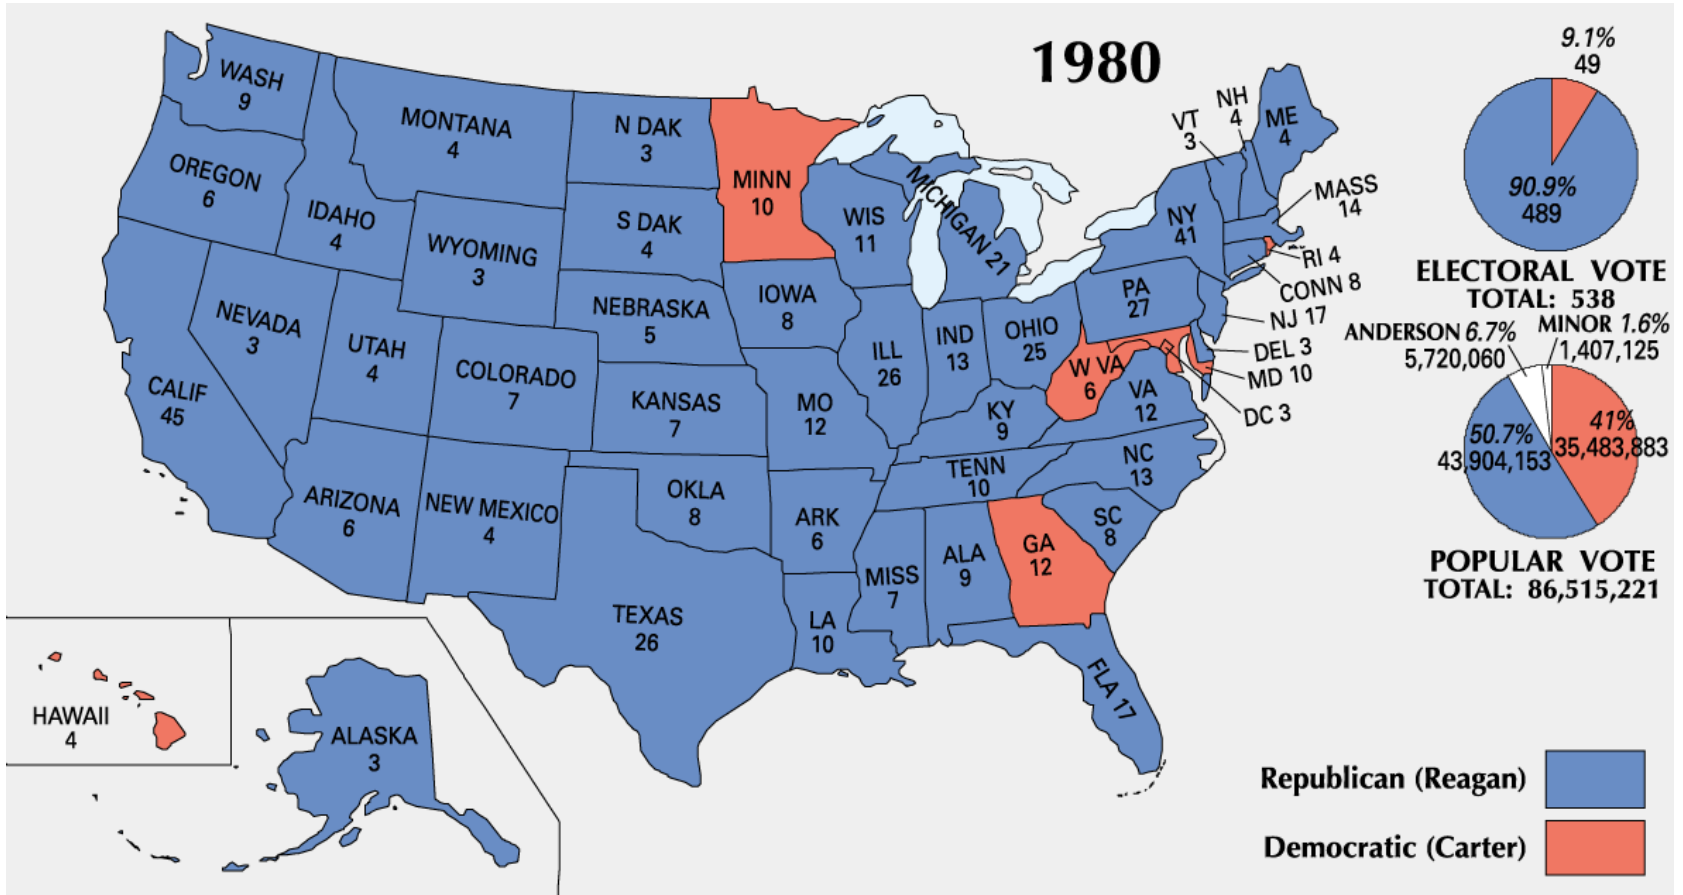 1980
WASH
9
OREGON
6
CALIF
45
NEVADA
3
IDAHO
4
MONTANA
4
WYOMING
3
UTAH
4
COLORADO
7
ARIZONA
6
NEW MEXICO
4
N DAK
3
S DAK
4
NEBRASKA
5
KANSAS
7
OKLA
8
TEXAS
26
MINN
10
IOWA
8
MO
12
ARK
6
LA
10
WIS
11
ILL
26
MICHIGAN 21
IND
13
OHIO
25
KY
9
TENN
10
MISS
7
ALA
9
GA
12
FLA 17
SC
8
NC
13
VA
12
W VA
6
PA
27
NY
41
VT
3
NH
4
ME
4
MASS
14
RI 4
CONN 8
NJ 17
DEL 3
MD 10
DC 3
HAWAII
4
ALASKA
3
9.1%
49
90.9%
489
ELECTORAL VOTE
TOTAL: 538
ANDERSON 6.7%
5,720,060
MINOR 1.6%
1,407,125
50.7%
43,904,153
41%
35,483,883
POPULAR VOTE
TOTAL: 86,515,221
Republican (Reagan)
Democratic (Carter)